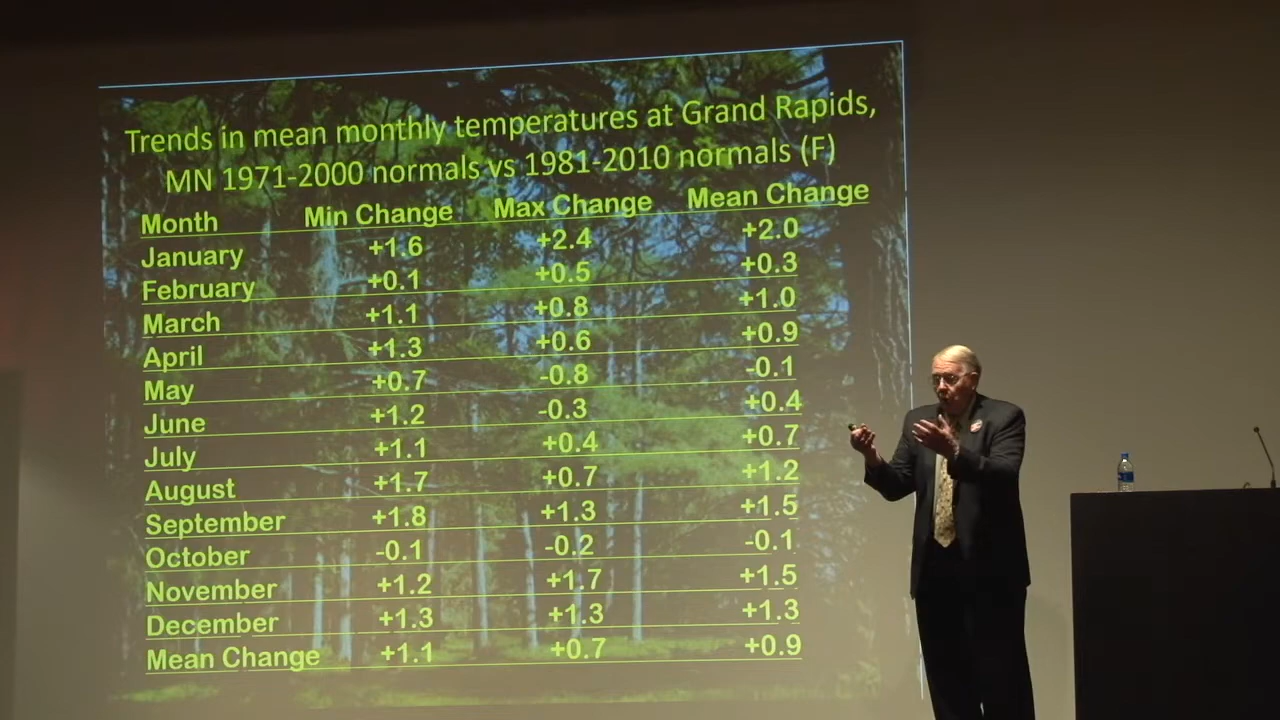 Trends in mean monthly temperatures at Grand Rapids,
MN 1971-2000 normals vs 1981-2010 normals (F)
Month Min Change Max Change Mean Change
January +1.6 +2.4 +2.0
February +0.1 +0.5 +0.3
March +1.1 +0.8 +1.0
April +1.3 +0.6 +0.9
May +0.7 -0.8 -0.1
June +1.2 -0.3 +0.4
July +1.1 +0.4 +0.7
August +1.7 +0.7 +1.2
September +1.8 +1.3 +1.5
October -0.1 -0.2 -0.1
November +1.2 +1.7 +1.5
December +1.3 +1.3 +1.3
Mean Change +1.1 +0.7 +0.9